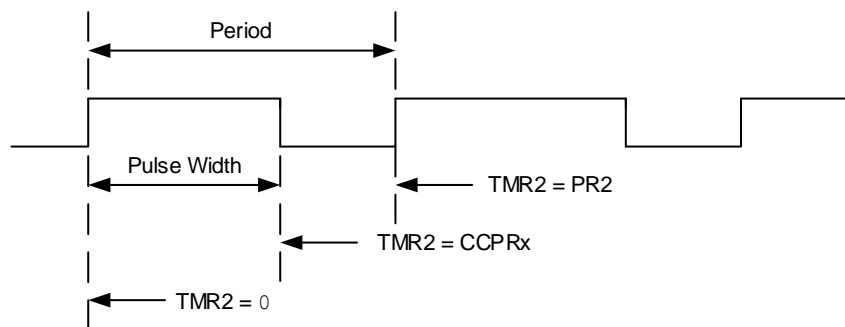 Period
Pulse Width
TMR2 = PR2
TMR2 = CCPRx
TMR2 = 0